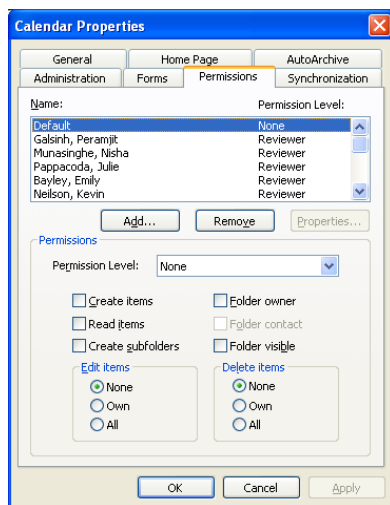 Calendar Properties
General Home Page AutoArchive
Administration Forms Permissions Synchronization
Name: Permission Level:
Default None
Galsinh, Peramjit Reviewer
Munasinghe, Nisha Reviewer
Pappacoda, Julie Reviewer
Bayley, Emily Reviewer
Neilson, Kevin Reviewer
Add... Remove Properties...
Permissions
Permission Level: None
Create items Folder owner
Read items Folder contact
Create subfolders Folder visible
Edit items Delete items
None None
Own Own
All All
OK Cancel Apply